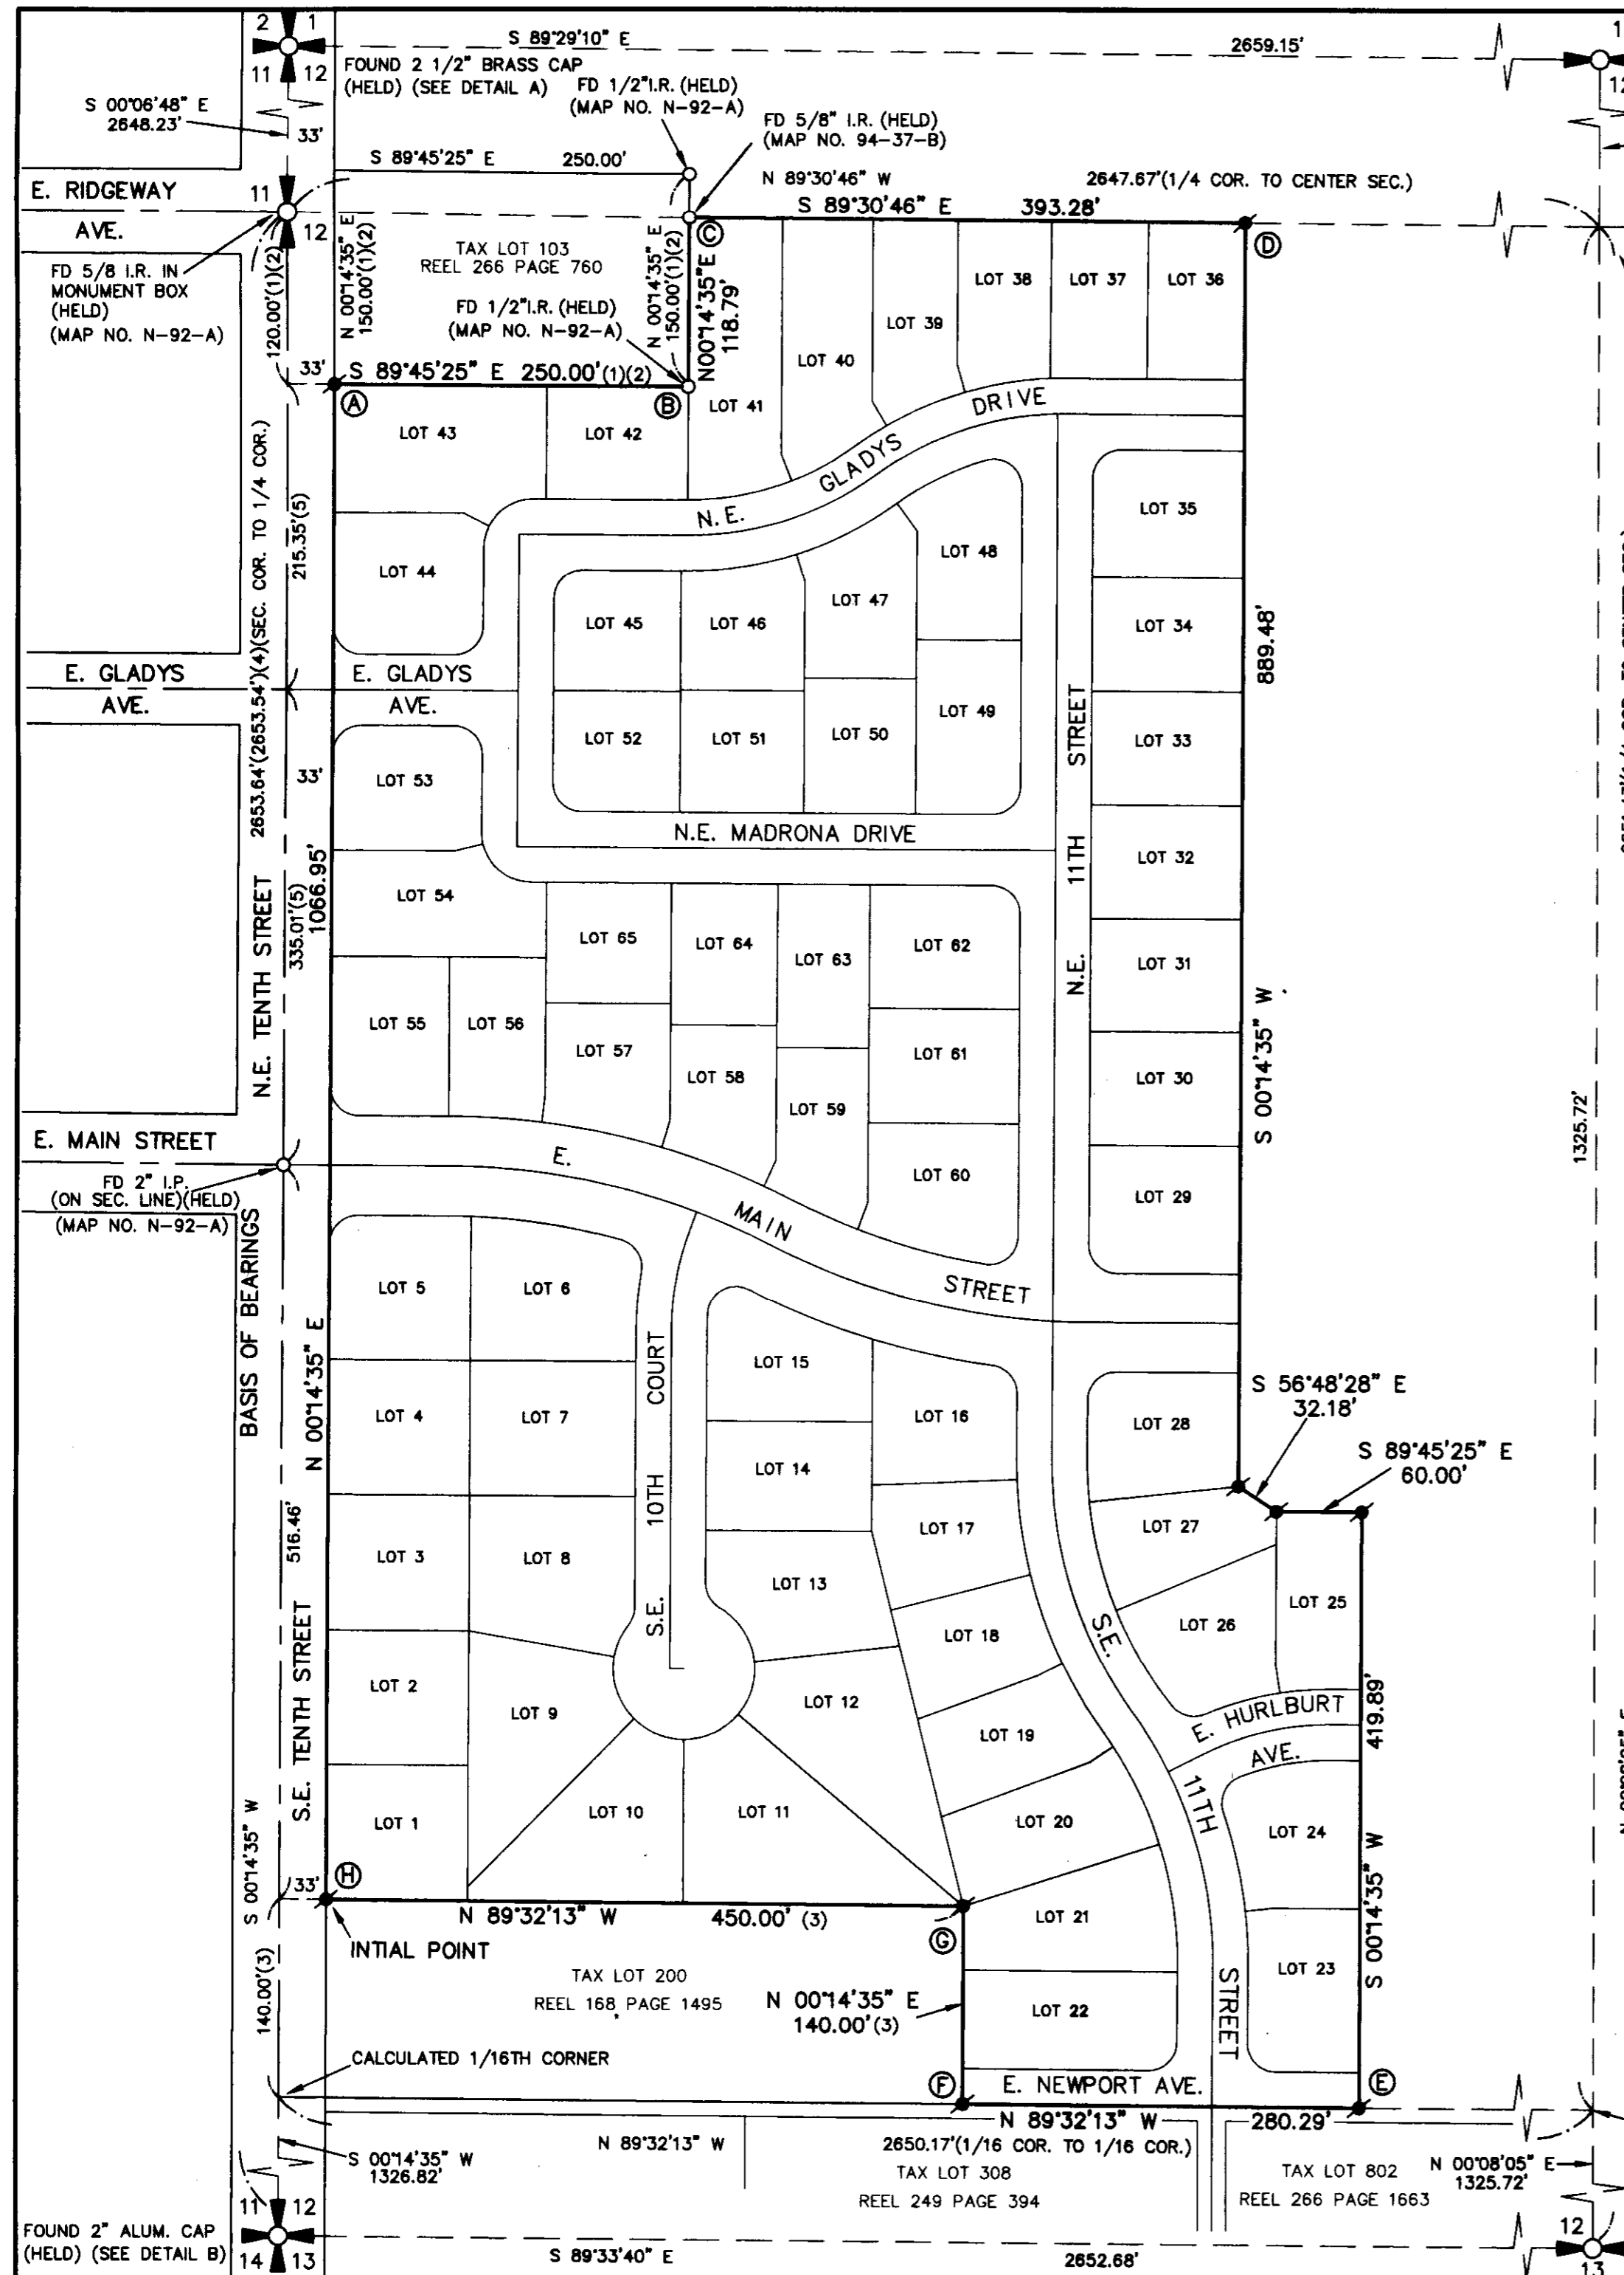 2 1
11 12
S 89°29'10" E
2659.15'
1
12
FOUND 2 1/2" BRASS CAP
(HELD) (SEE DETAIL A)
FD 1/2"I.R. (HELD)
(MAP NO. N-92-A)
S 00°06'48" E
2648.23'
33'
FD 5/8" I.R. (HELD)
(MAP NO. 94-37-B)
S 89°45'25" E 250.00'
N 89°30'46" W
2647.67'(1/4 COR. TO CENTER SEC.)
E. RIDGEWAY
AVE.
11
12
S 89°30'46" E 393.28'
FD 5/8 I.R. IN
MONUMENT BOX
(HELD)
(MAP NO. N-92-A)
120.00'(1)(2)
N 00°14'35" E
150.00'(1)(2)
TAX LOT 103
REEL 266 PAGE 760
FD 1/2"I.R. (HELD)
(MAP NO. N-92-A)
N 00°14'35" E
150.00'(1)(2)
N00°14'35"E
118.79'
C
D
LOT 38
LOT 37
LOT 36
LOT 39
LOT 40
33'
S 89°45'25" E 250.00'(1)(2)
A
B
LOT 41
LOT 43
LOT 42
N.E. GLADYS DRIVE
LOT 35
LOT 44
LOT 48
LOT 47
LOT 45
LOT 46
LOT 34
215.35'(5)
2653.64'(2653.54')(4)(SEC. COR. TO 1/4 COR.)
889.48'
E. GLADYS
AVE.
E. GLADYS
AVE.
LOT 52
LOT 51
LOT 50
LOT 49
LOT 33
LOT 53
33'
N.E. MADRONA DRIVE
N.E. 11TH STREET
LOT 32
LOT 54
N.E. TENTH STREET
335.01'(5)
1066.95'
LOT 65
LOT 64
LOT 63
LOT 62
LOT 31
LOT 55
LOT 56
LOT 57
LOT 58
LOT 61
LOT 59
LOT 30
S 00°14'35" W
1325.72'
E. MAIN STREET
FD 2" I.P.
(ON SEC. LINE)(HELD)
(MAP NO. N-92-A)
E. MAIN STREET
LOT 60
LOT 29
BASIS OF BEARINGS
N 00°14'35" E
LOT 5
LOT 6
LOT 15
LOT 4
LOT 7
LOT 16
LOT 28
S 56°48'28" E
32.18'
S 89°45'25" E
60.00'
LOT 14
S.E. 10TH COURT
516.46'
LOT 3
LOT 8
LOT 17
LOT 27
LOT 13
LOT 25
LOT 18
LOT 26
S.E. TENTH STREET
LOT 2
LOT 9
LOT 12
LOT 19
S.E. 11TH STREET
E. HURLBURT
AVE.
419.89'
LOT 1
LOT 10
LOT 11
LOT 20
LOT 24
S 00°14'35" W
S 00°14'35" W
33'
H
N 89°32'13" W 450.00' (3)
G
LOT 21
LOT 23
INTIAL POINT
140.00'(3)
TAX LOT 200
REEL 168 PAGE 1495
N 00°14'35" E
140.00'(3)
LOT 22
CALCULATED 1/16TH CORNER
F
E. NEWPORT AVE.
E
N 89°32'13" W
280.29'
N 89°32'13" W
2650.17'(1/16 COR. TO 1/16 COR.)
S 00°14'35" W
1326.82'
TAX LOT 308
REEL 249 PAGE 394
TAX LOT 802
REEL 266 PAGE 1663
N 00°08'05" E
1325.72'
11 12
14 13
FOUND 2" ALUM. CAP
(HELD) (SEE DETAIL B)
S 89°33'40" E
2652.68'
12
13